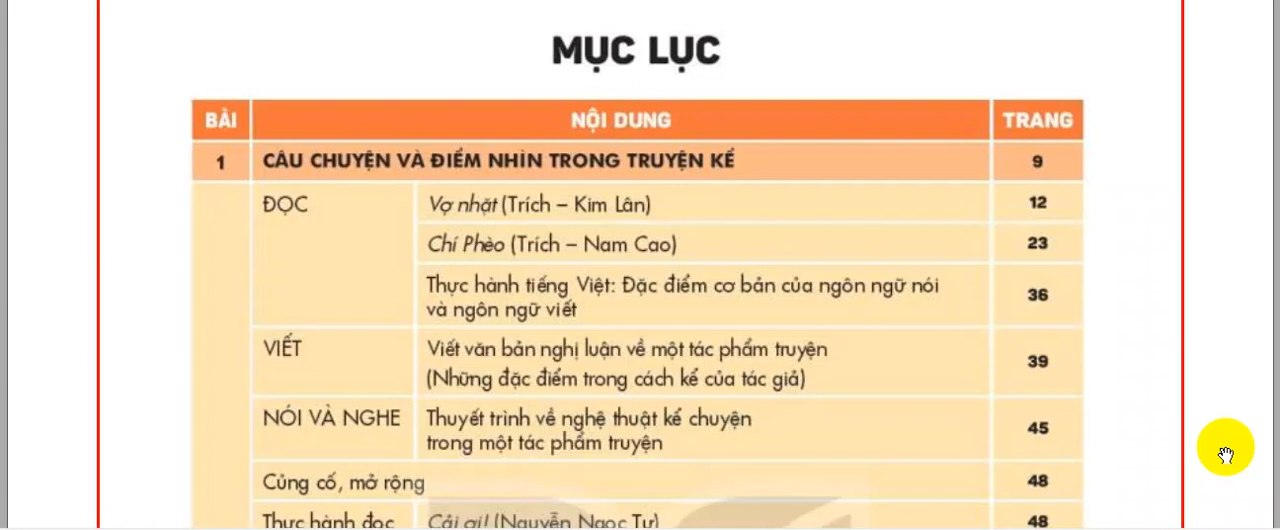 MỤC LỤC
BÀI NỘI DUNG TRANG
1 CÂU CHUYỆN VÀ ĐIỂM NHÌN TRONG TRUYỆN KỂ 9
ĐỌC Vợ nhặt (Trích – Kim Lân) 12
Chí Phèo (Trích – Nam Cao) 23
Thực hành tiếng Việt: Đặc điểm cơ bản của ngôn ngữ nói
và ngôn ngữ viết 36
VIẾT Viết văn bản nghị luận về một tác phẩm truyện
(Những đặc điểm trong cách kể của tác giả) 39
NÓI VÀ NGHE Thuyết trình về nghệ thuật kể chuyện
trong một tác phẩm truyện 45
Củng cố, mở rộng 48
Thực hành đọc Cải ơi! (Nguyễn Ngọc Tư) 48